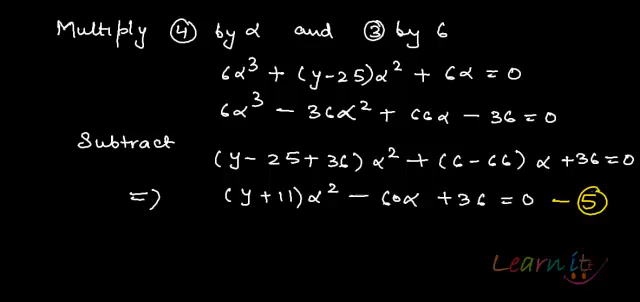 Multiply ④ by α and ③ by 6
6α³ + (y-25)α² + 6α = 0
6α³ - 36α² + 66α - 36 = 0
Subtract
(y-25+36) α² + (6-66) α + 36 = 0
=> (y+11)α² - 60α + 36 = 0 - ⑤
Learnit